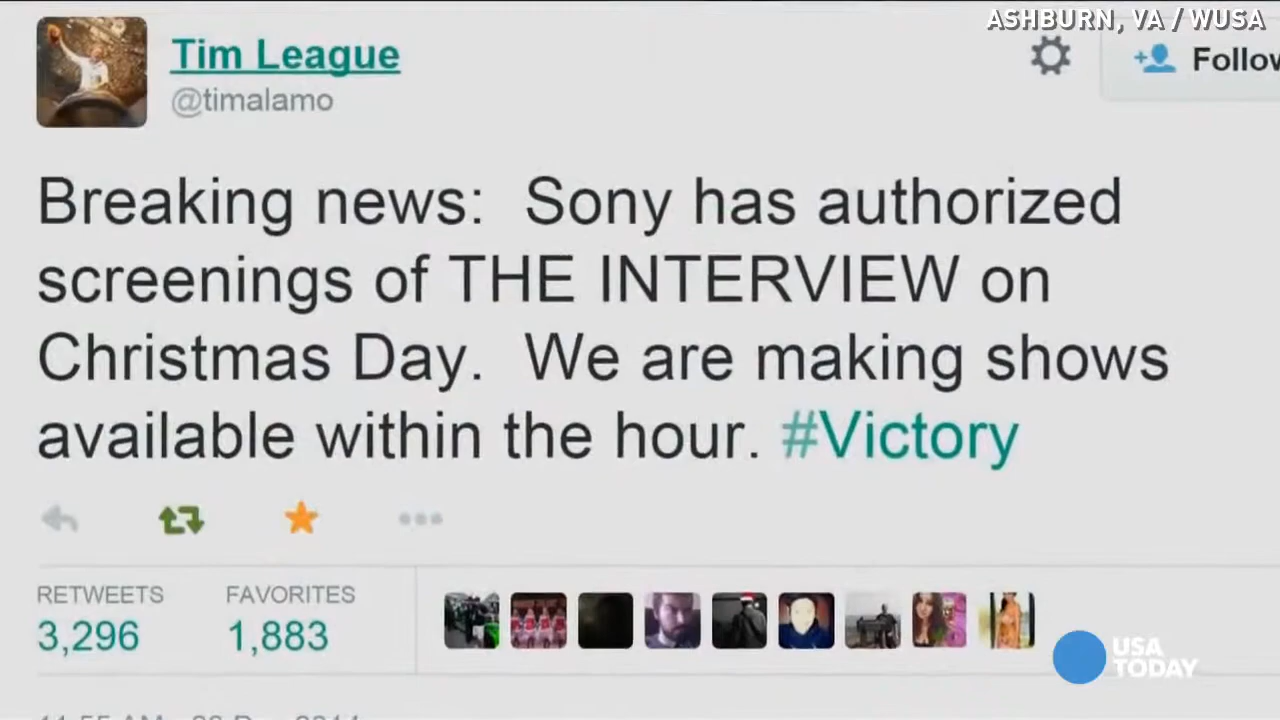 ASHBURN, VA / WUSA
Tim League
@timalamo
Follow
Breaking news:  Sony has authorized
screenings of THE INTERVIEW on
Christmas Day.  We are making shows
available within the hour. #Victory
RETWEETS FAVORITES
3,296 1,883
USA
TODAY